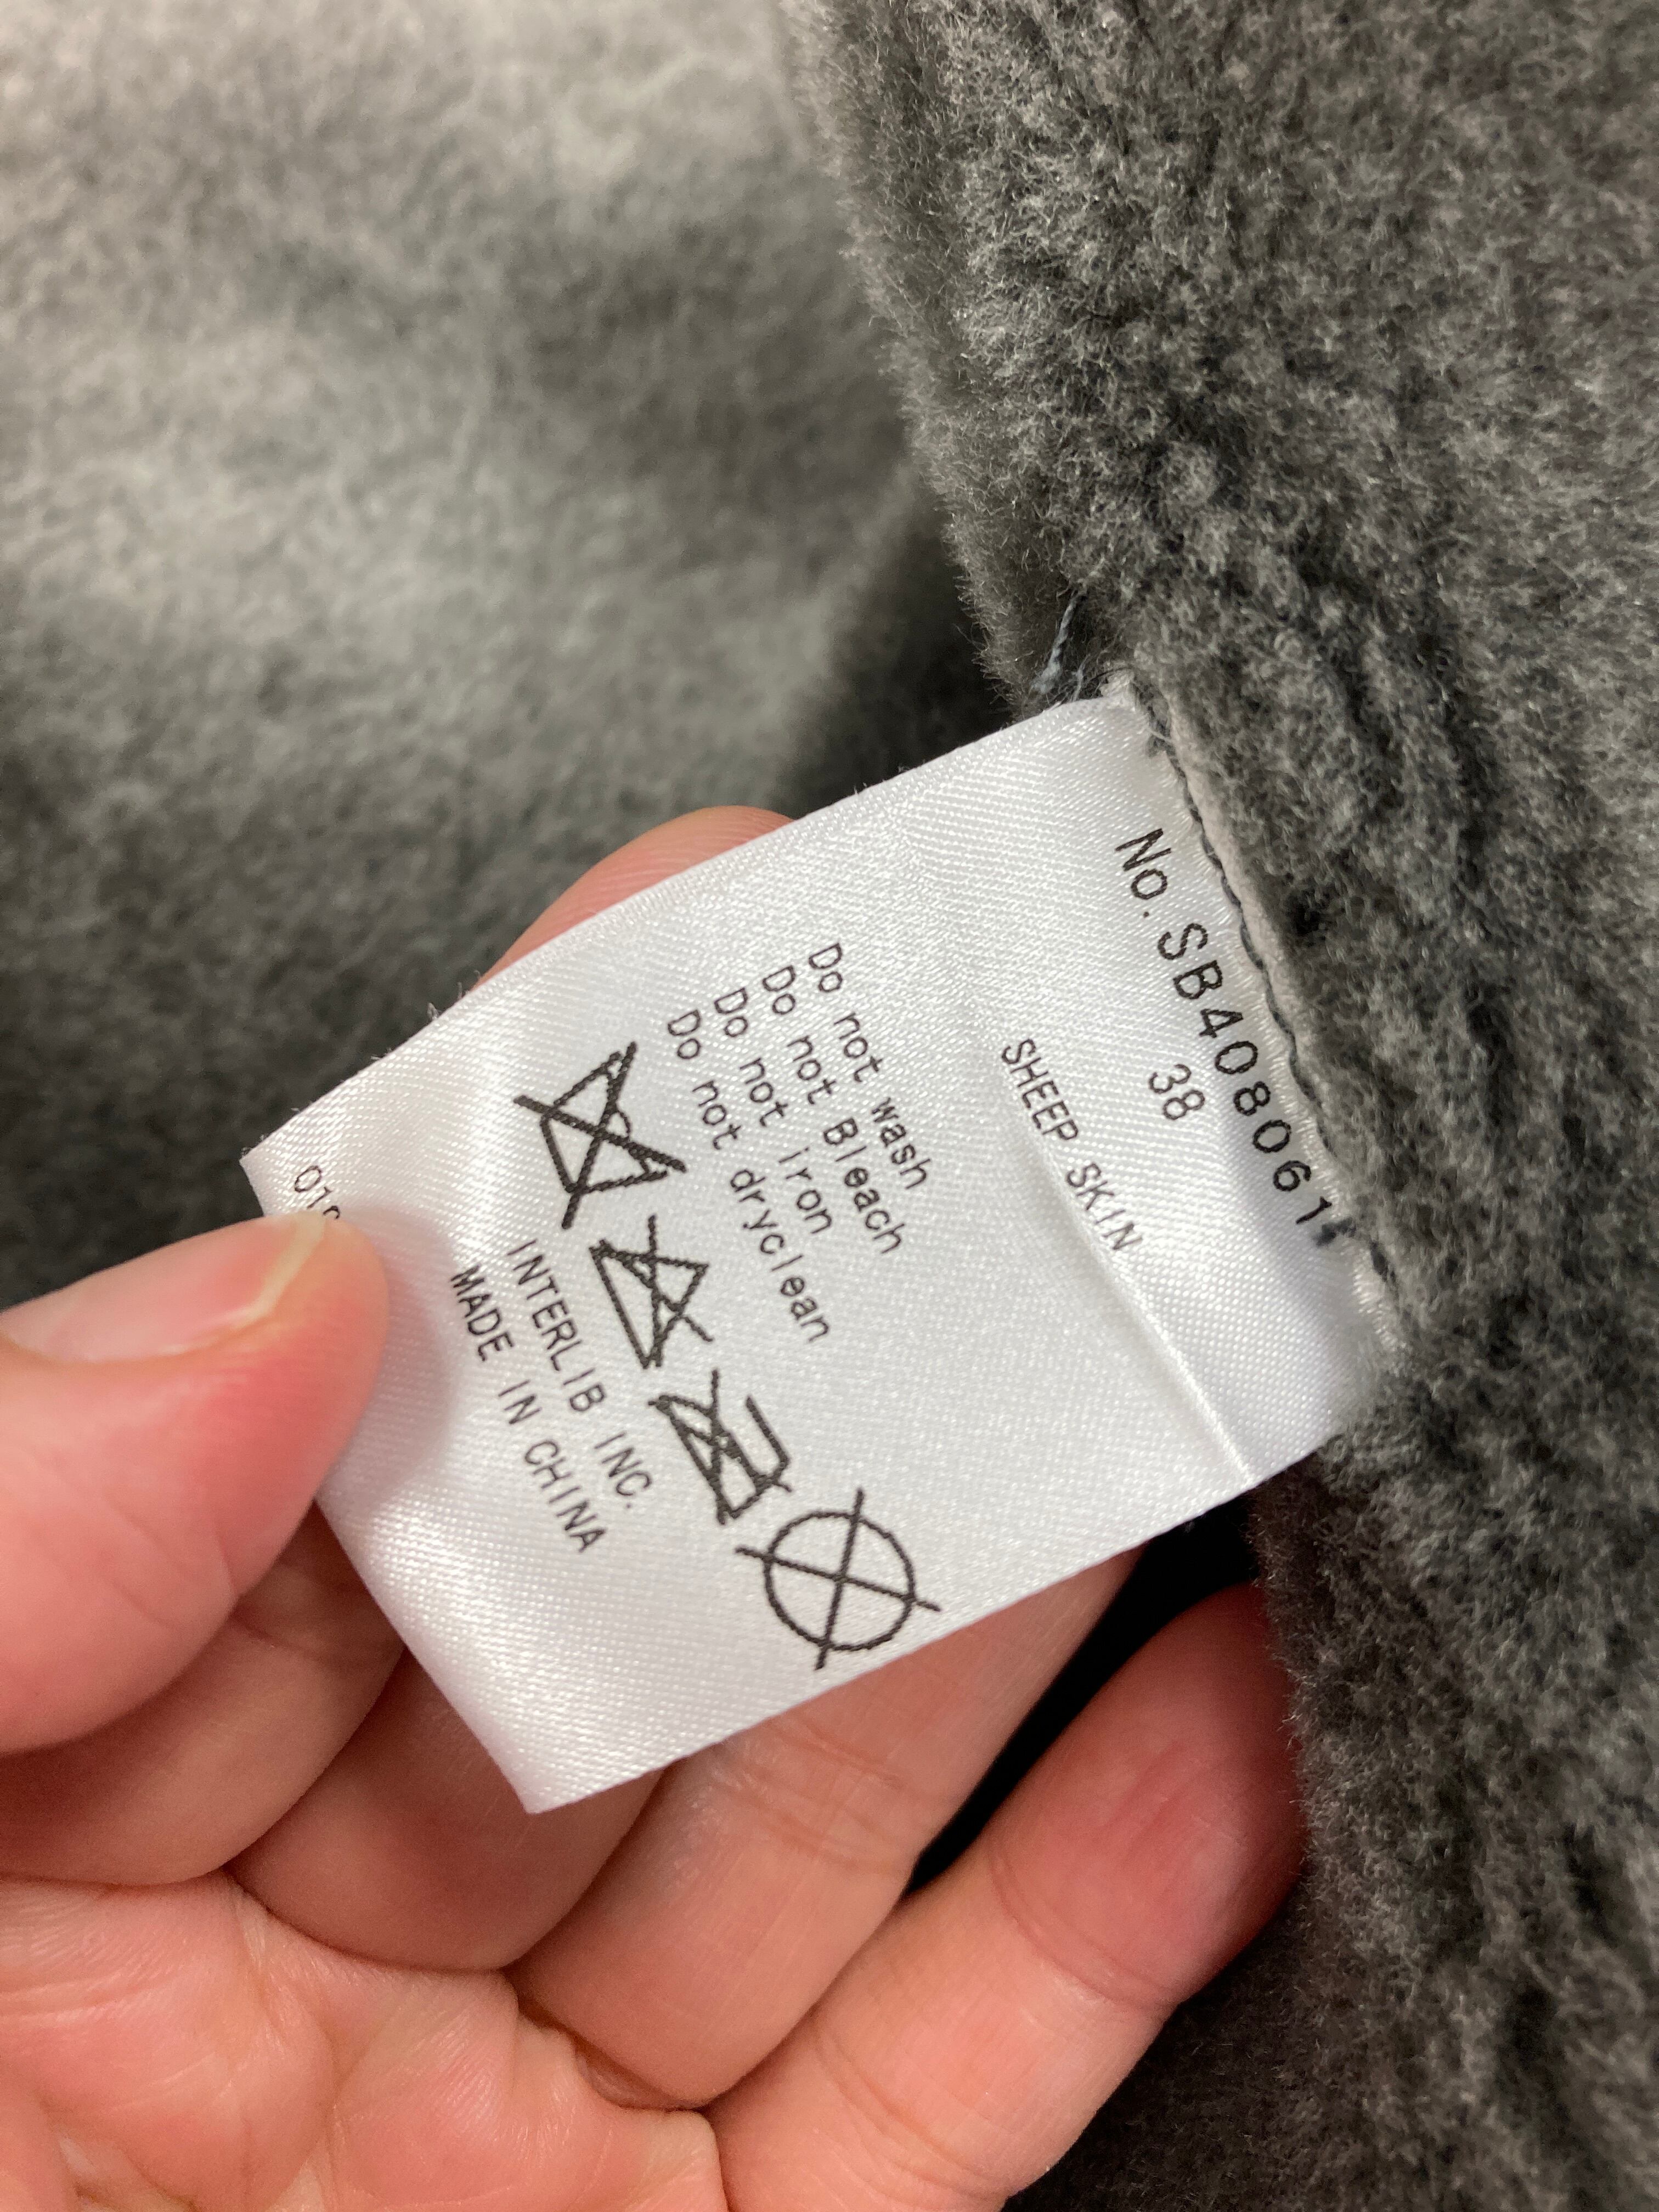 No. SB408061
38
SHEEP SKIN
Do not wash
Do not Bleach
Do not iron
Do not dryclean
INTERLIB INC.
MADE IN CHINA